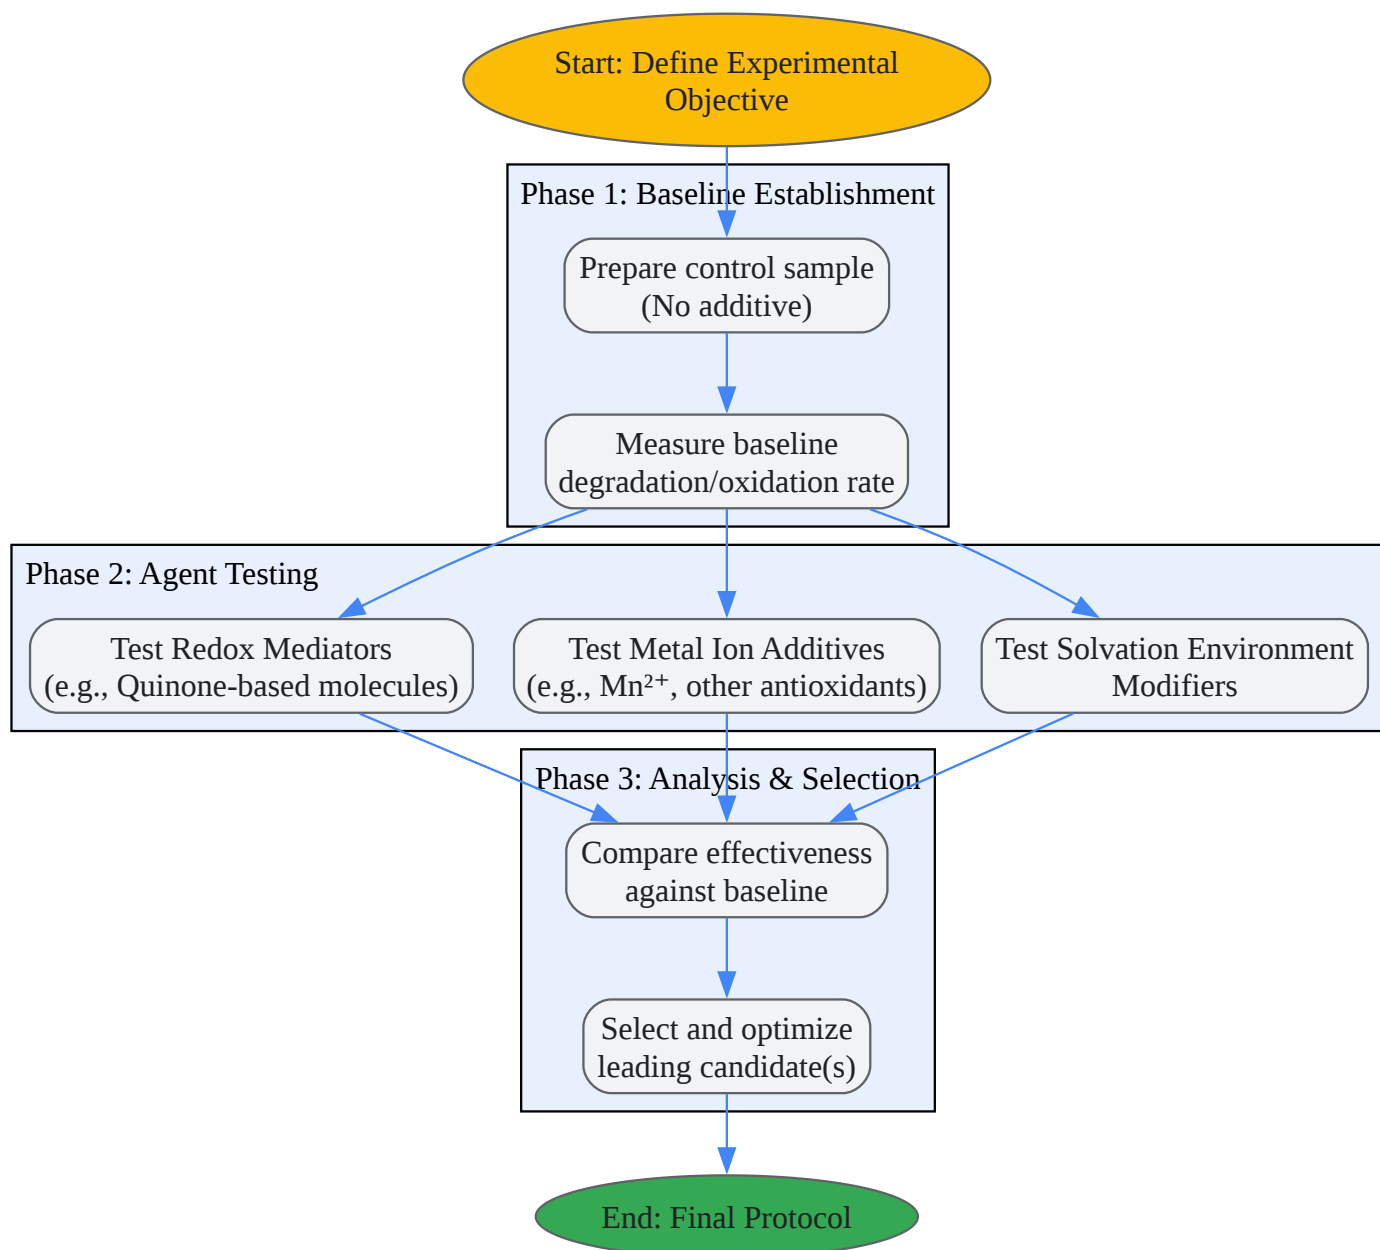 Start: Define Experimental
Objective
Phase 1: Baseline Establishment
Prepare control sample
(No additive)
Measure baseline
degradation/oxidation rate
Phase 2: Agent Testing
Test Redox Mediators
(e.g., Quinone-based molecules)
Test Metal Ion Additives
(e.g., Mn²⁺, other antioxidants)
Test Solvation Environment
Modifiers
Phase 3: Analysis & Selection
Compare effectiveness
against baseline
Select and optimize
leading candidate(s)
End: Final Protocol